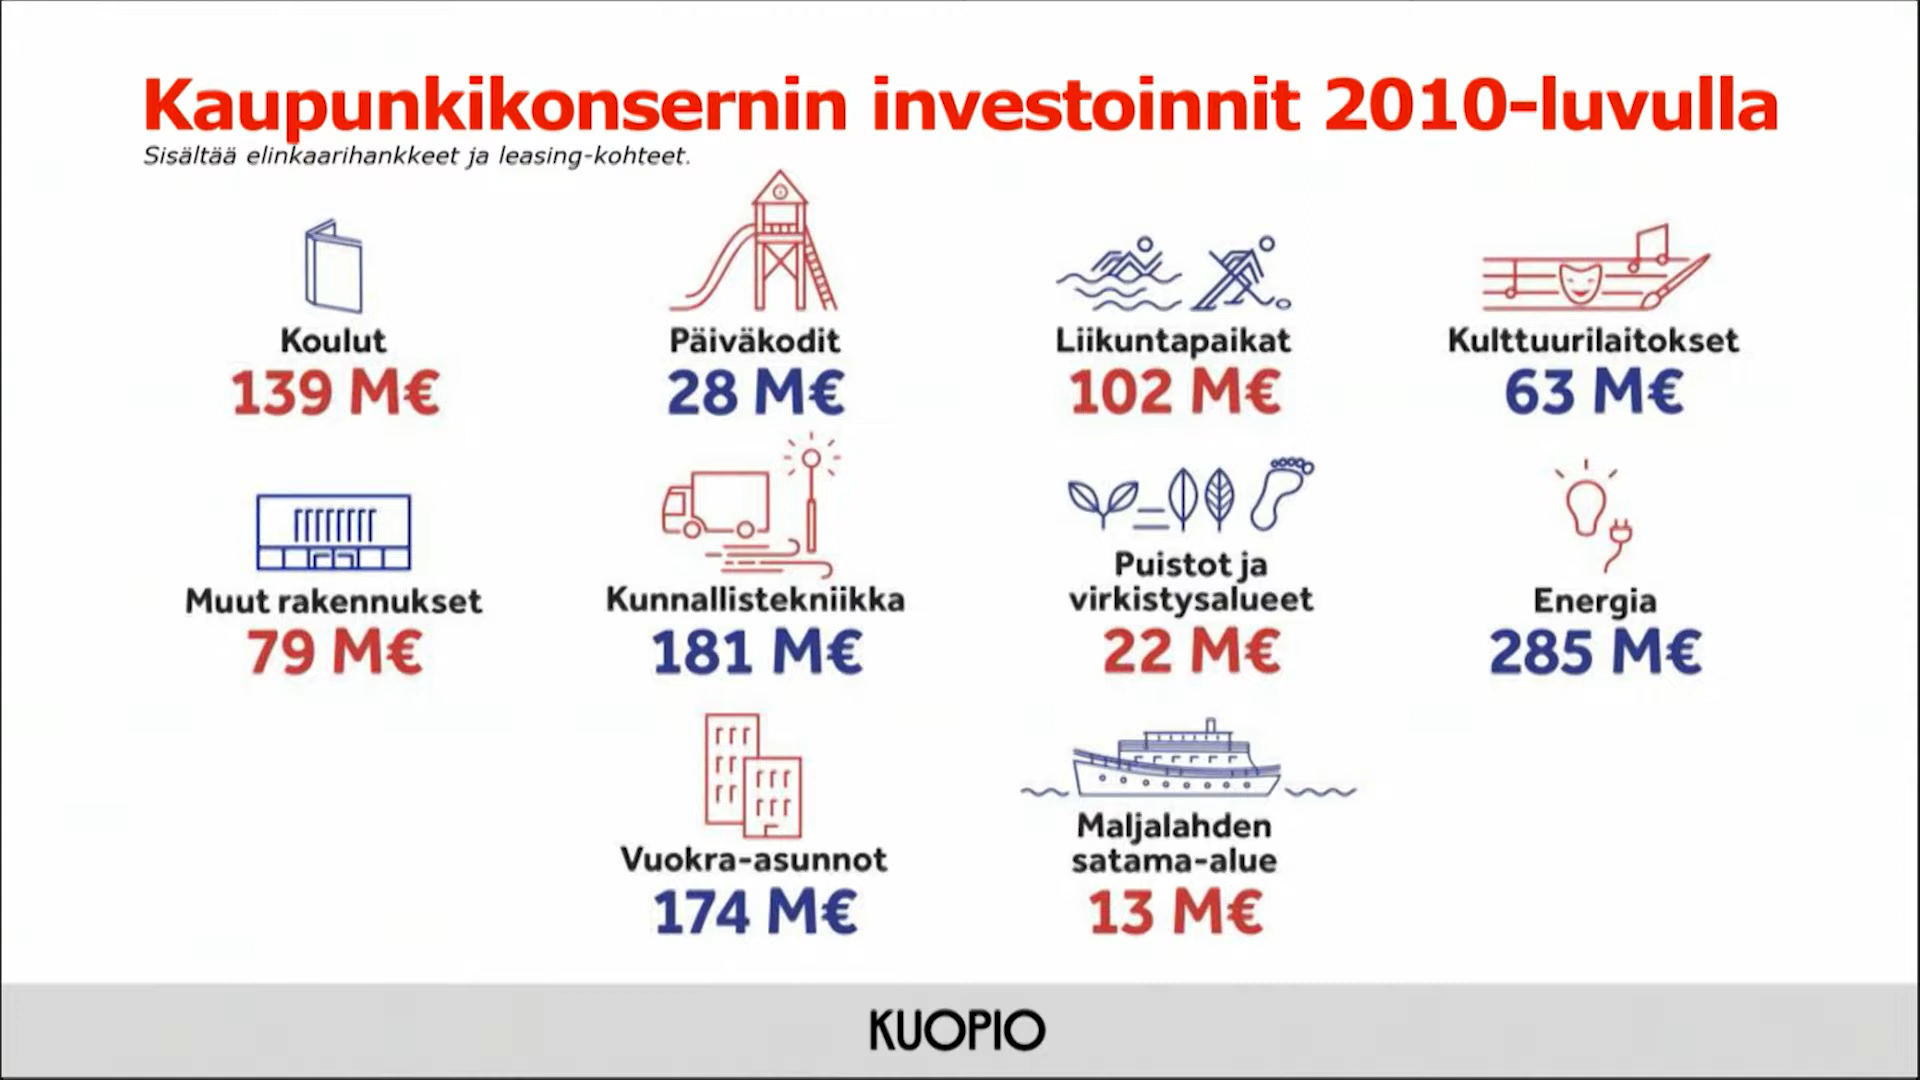 Kaupunkikonsernin investoinnit 2010-luvulla
Sisältää elinkaarihankkeet ja leasing-kohteet.
Koulut
139 M€
Päiväkodit
28 M€
Liikuntapaikat
102 M€
Kulttuurilaitokset
63 M€
Muut rakennukset
79 M€
Kunnallistekniikka
181 M€
Puistot ja
virkistysalueet
22 M€
Energia
285 M€
Vuokra-asunnot
174 M€
Maljalahden
satama-alue
13 M€
KUOPIO